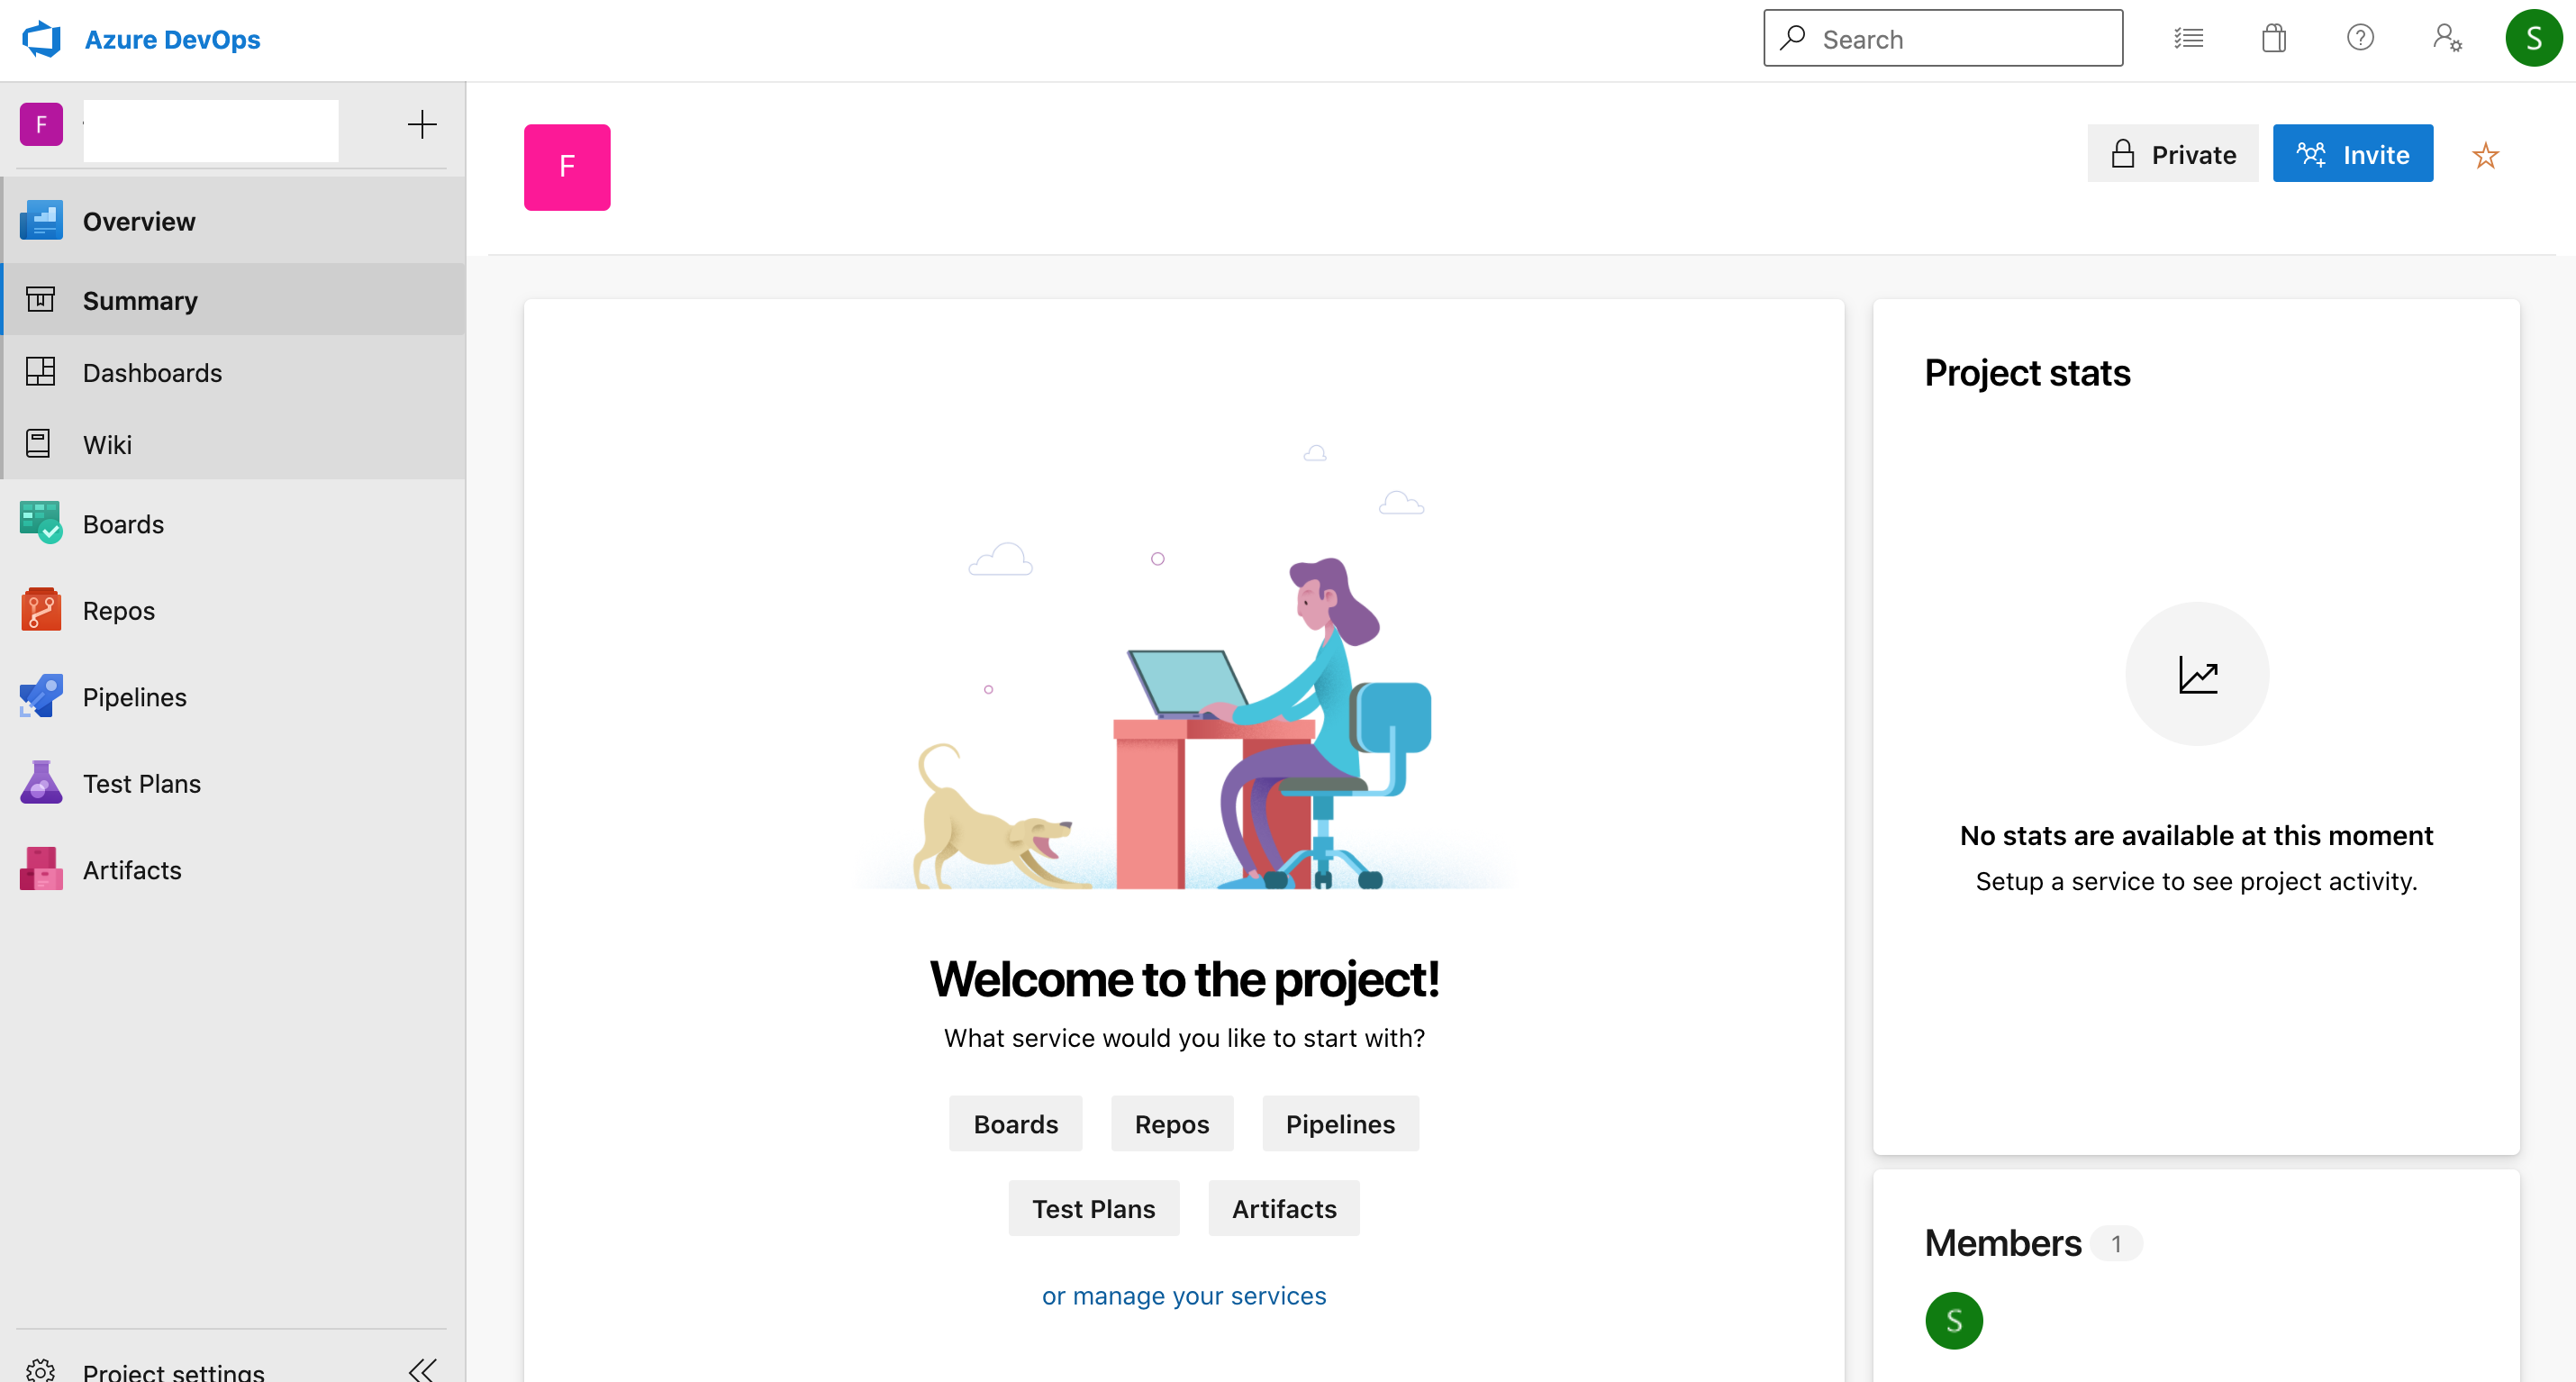 Azure DevOps
Search
S
F
F
Private
Invite
Overview
Summary
Dashboards
Wiki
Boards
Repos
Pipelines
Test Plans
Artifacts
Project settings
Welcome to the project!
What service would you like to start with?
Boards Repos Pipelines
Test Plans Artifacts
or manage your services
Project stats
No stats are available at this moment
Setup a service to see project activity.
Members 1
S